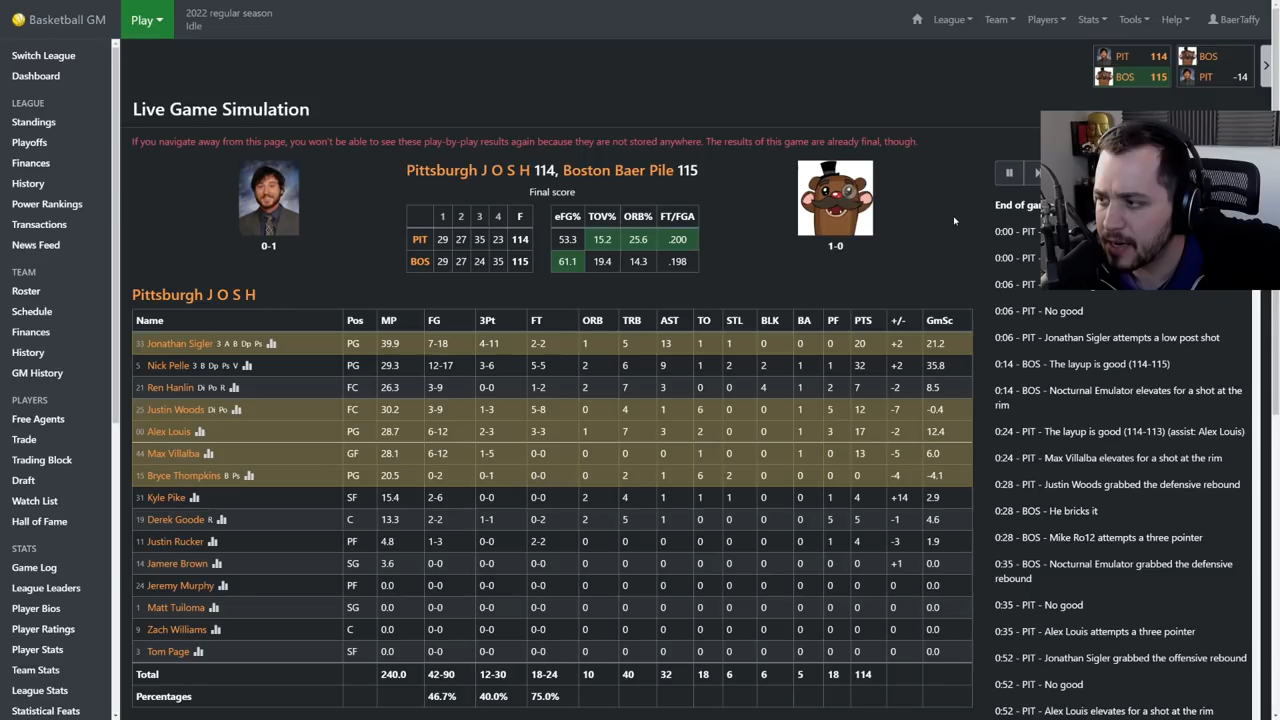 Basketball GM
Play
2022 regular season
Idle
League
Team
Players
Stats
Tools
Help
BaerTaffy
Switch League
Dashboard
LEAGUE
Standings
Playoffs
Finances
History
Power Rankings
Transactions
News Feed
TEAM
Roster
Schedule
Finances
History
GM History
PLAYERS
Free Agents
Trade
Trading Block
Draft
Watch List
Hall of Fame
STATS
Game Log
League Leaders
Player Bios
Player Ratings
Player Stats
Team Stats
League Stats
Statistical Feats
PIT 114
BOS 115
BOS
PIT -14
Live Game Simulation
If you navigate away from this page, you won't be able to see these play-by-play results again because they are not stored anywhere. The results of this game are already final, though.
Pittsburgh J O S H 114, Boston Baer Pile 115
Final score
0-1
1 2 3 4 F
PIT 29 27 35 23 114
BOS 29 27 24 35 115
eFG% TOV% ORB% FT/FGA
53.3 15.2 25.6 .200
61.1 19.4 14.3 .198
1-0
Pittsburgh J O S H
Name Pos MP FG 3Pt FT ORB TRB AST TO STL BLK BA PF PTS +/- GmSc
33 Jonathan Sigler 3 A B Dp Ps PG 39.9 7-18 4-11 2-2 1 5 13 1 1 0 0 0 20 +2 21.2
5 Nick Pelle 3 B Dp Ps V PG 29.3 12-17 3-6 5-5 2 6 9 1 2 2 1 1 32 +2 35.8
21 Ren Hanlin Di Po R FC 26.3 3-9 0-0 1-2 2 7 3 0 0 4 1 2 7 -2 8.5
25 Justin Woods Di Po FC 30.2 3-9 1-3 5-8 0 4 1 6 0 0 1 5 12 -7 -0.4
00 Alex Louis PG 28.7 6-12 2-3 3-3 1 7 3 2 0 0 1 3 17 -2 12.4
44 Max Villalba GF 28.1 6-12 1-5 0-0 0 0 0 1 0 0 1 0 13 -5 6.0
15 Bryce Thompkins B Ps PG 20.5 0-2 0-1 0-0 0 2 1 6 2 0 0 4 0 -4 -4.1
31 Kyle Pike SF 15.4 2-6 0-0 0-0 2 4 1 1 1 0 0 1 4 +14 2.9
19 Derek Goode R C 13.3 2-2 1-1 0-2 2 5 1 0 0 0 0 5 5 -1 4.6
11 Justin Rucker PF 4.8 1-3 0-0 2-2 0 0 0 0 0 0 0 1 4 -3 1.9
14 Jamere Brown SG 3.6 0-0 0-0 0-0 0 0 0 0 0 0 0 0 0 +1 0.0
24 Jeremy Murphy PF 0.0 0-0 0-0 0-0 0 0 0 0 0 0 0 0 0 0 0.0
1 Matt Tuiloma SG 0.0 0-0 0-0 0-0 0 0 0 0 0 0 0 0 0 0 0.0
9 Zach Williams C 0.0 0-0 0-0 0-0 0 0 0 0 0 0 0 0 0 0 0.0
3 Tom Page SF 0.0 0-0 0-0 0-0 0 0 0 0 0 0 0 0 0 0 0.0
Total 240.0 42-90 12-30 18-24 10 40 32 18 6 6 5 18 114
Percentages 46.7% 40.0% 75.0%
End of gam
0:00 - PIT
0:00 - PIT
0:06 - PIT
0:06 - PIT - No good
0:06 - PIT - Jonathan Sigler attempts a low post shot
0:14 - BOS - The layup is good (114-115)
0:14 - BOS - Nocturnal Emulator elevates for a shot at the
rim
0:24 - PIT - The layup is good (114-113) (assist: Alex Louis)
0:24 - PIT - Max Villalba elevates for a shot at the rim
0:28 - PIT - Justin Woods grabbed the defensive
rebound
0:28 - BOS - He bricks it
0:28 - BOS - Mike Ro12 attempts a three pointer
0:35 - BOS - Nocturnal Emulator grabbed the defensive
rebound
0:35 - PIT - No good
0:35 - PIT - Alex Louis attempts a three pointer
0:52 - PIT - Jonathan Sigler grabbed the offensive
rebound
0:52 - PIT - No good
0:52 - PIT - Alex Louis elevates for a shot at the rim